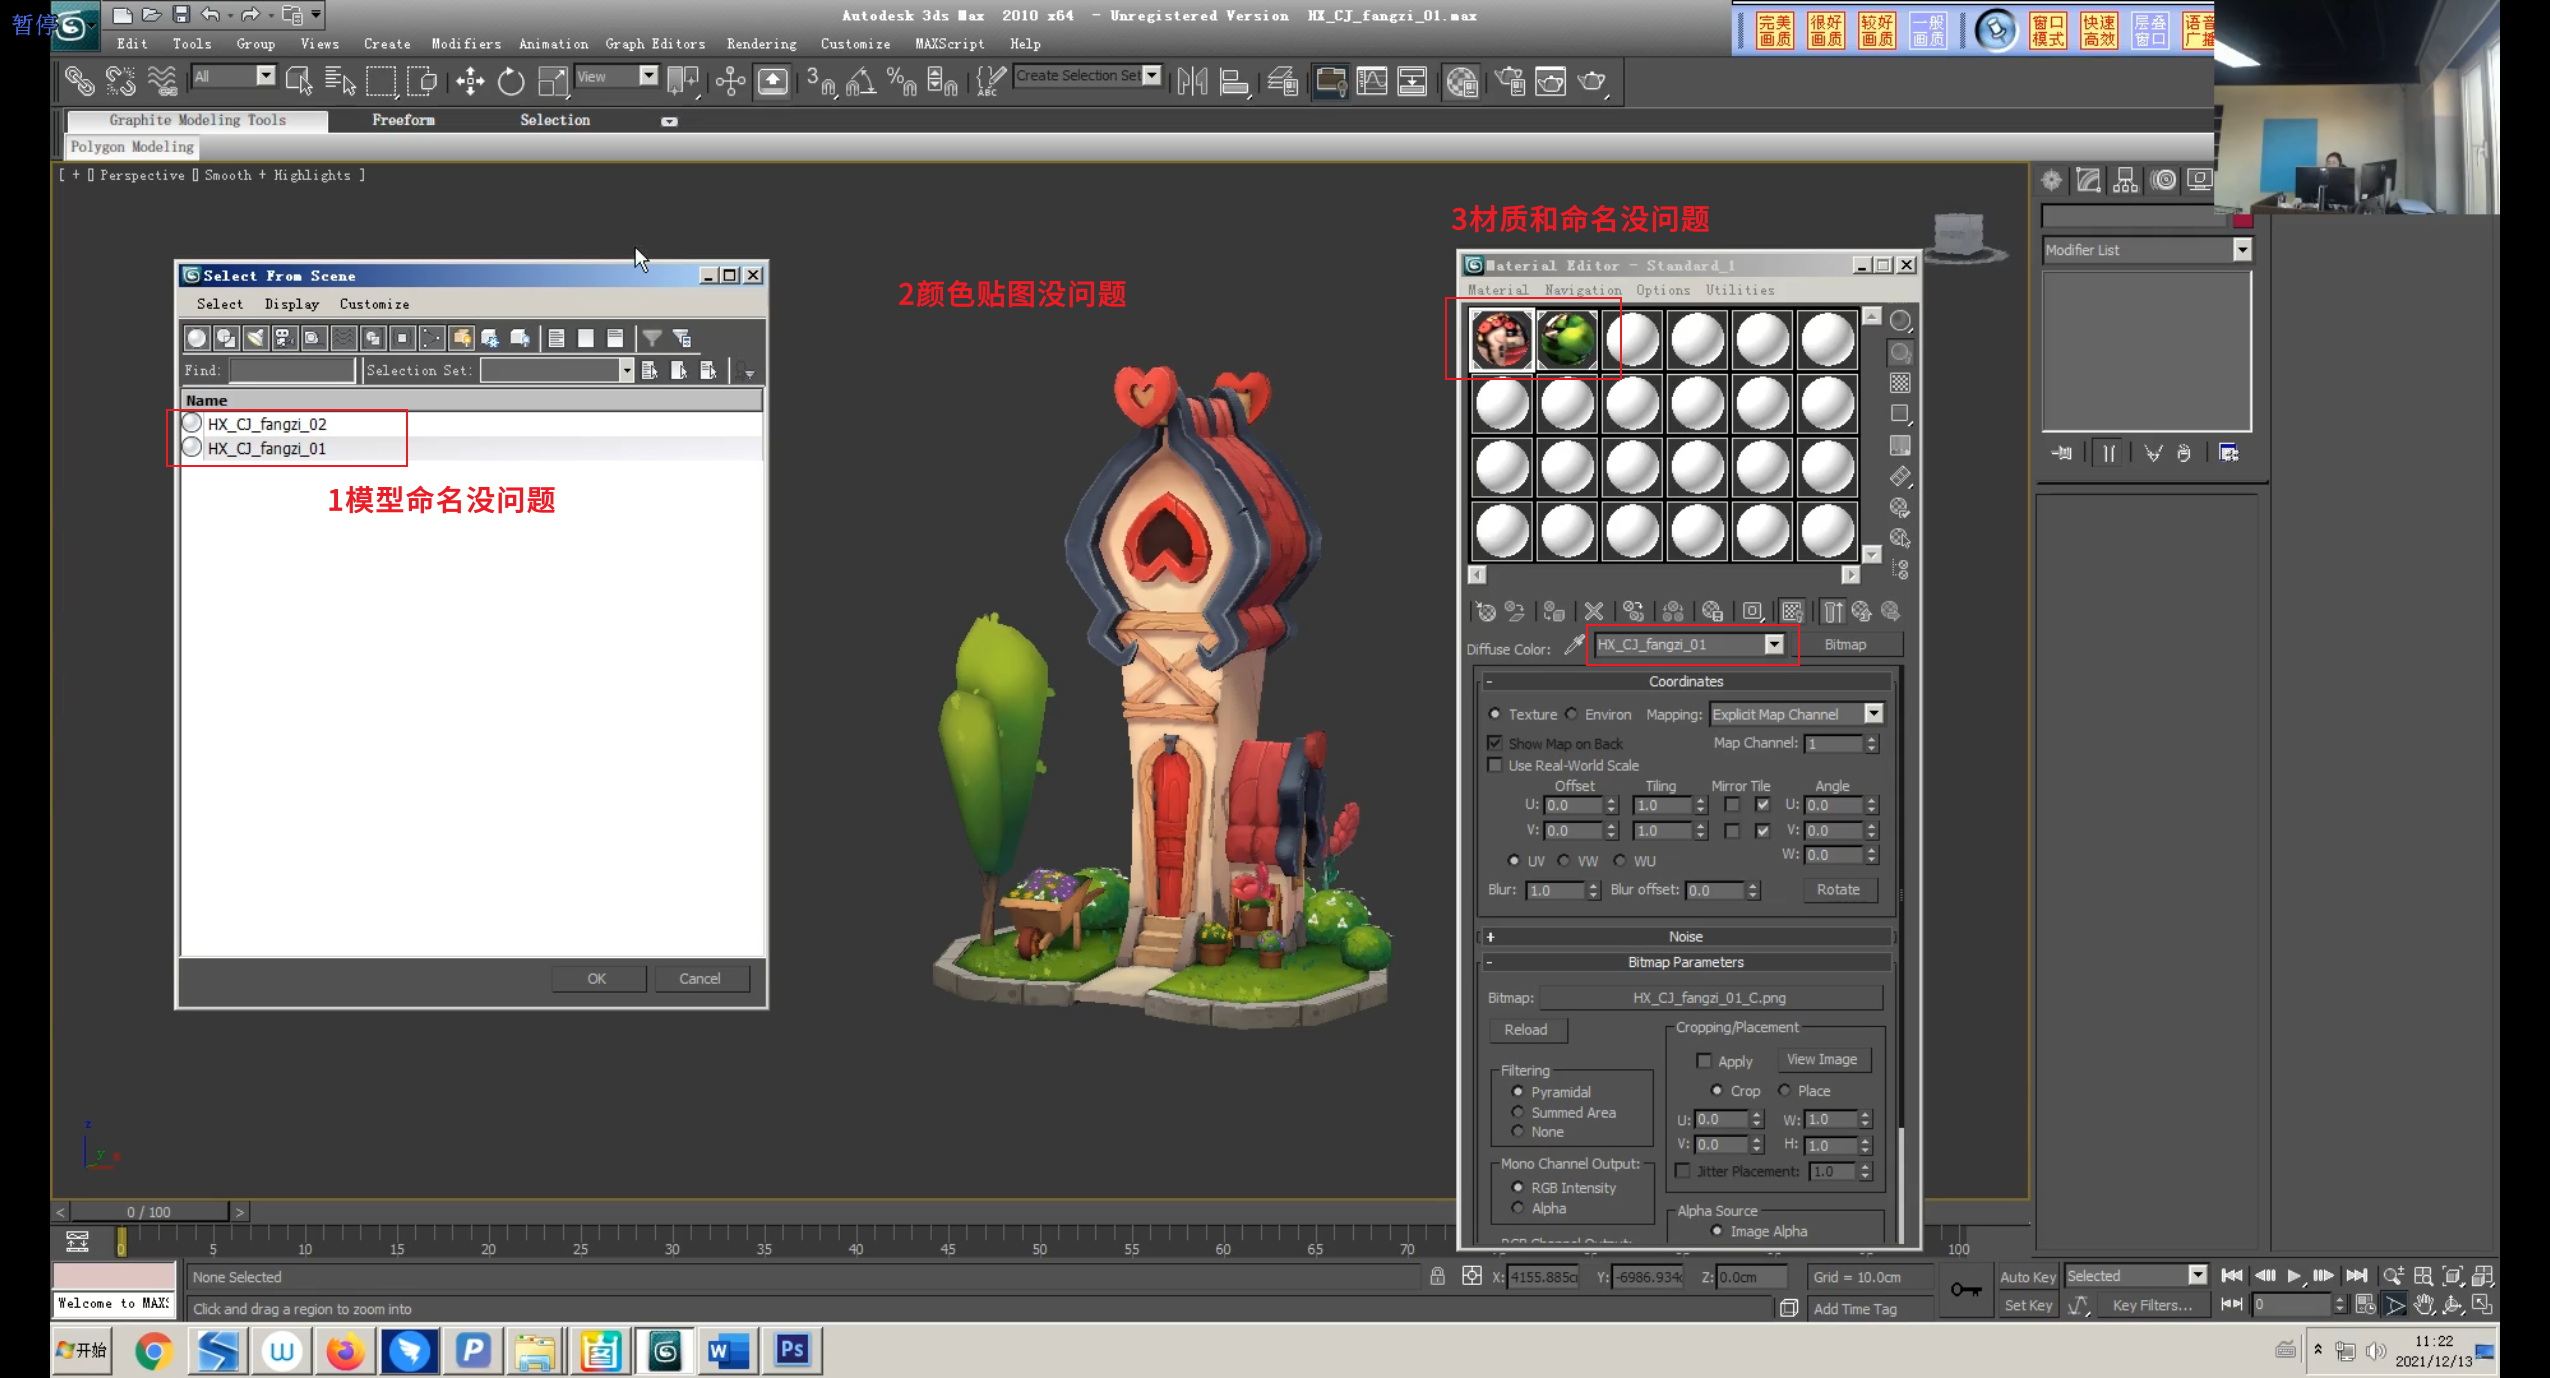 暂停
Autodesk 3ds Max 2010 x64 - Unregistered Version HX_CJ_fangzi_01.max
完美画质 很好画质 较好画质 一般画质 窗口模式 快速高效 层叠窗口 语音广播
Edit Tools Group Views Create Modifiers Animation Graph Editors Rendering Customize MAXScript Help
All View Create Selection Set
Graphite Modeling Tools Freeform Selection
Polygon Modeling
[ + ] Perspective [ Smooth + Highlights ]
Modifier List
3材质和命名没问题
2颜色贴图没问题
1模型命名没问题
Select From Scene
Select Display Customize
Find: Selection Set:
Name
HX_CJ_fangzi_02
HX_CJ_fangzi_01
OK Cancel
Material Editor - Standard_1
Material Navigation Options Utilities
Diffuse Color: HX_CJ_fangzi_01 Bitmap
- Coordinates
Texture Environ Mapping: Explicit Map Channel
Show Map on Back Map Channel: 1
Use Real-World Scale
Offset Tiling Mirror Tile Angle
U: 0.0 1.0 U: 0.0
V: 0.0 1.0 V: 0.0
W: 0.0
UV VW WU
Blur: 1.0 Blur offset: 0.0 Rotate
+ Noise
- Bitmap Parameters
Bitmap: HX_CJ_fangzi_01_C.png
Reload
Cropping/Placement
Apply View Image
Crop Place
U: 0.0 W: 1.0
V: 0.0 H: 1.0
Jitter Placement: 1.0
Filtering
Pyramidal
Summed Area
None
Mono Channel Output:
RGB Intensity
Alpha
Alpha Source
Image Alpha
RGB Channel Output:
z
y
0 / 100
0 5 10 15 20 25 30 35 40 45 50 55 60 65 70 100
None Selected X: 4155.885c Y: -6986.934 Z: 0.0cm Grid = 10.0cm Auto Key Selected
Welcome to MAXS Click and drag a region to zoom into Add Time Tag Set Key Key Filters... 0
开始
11:22
2021/12/13